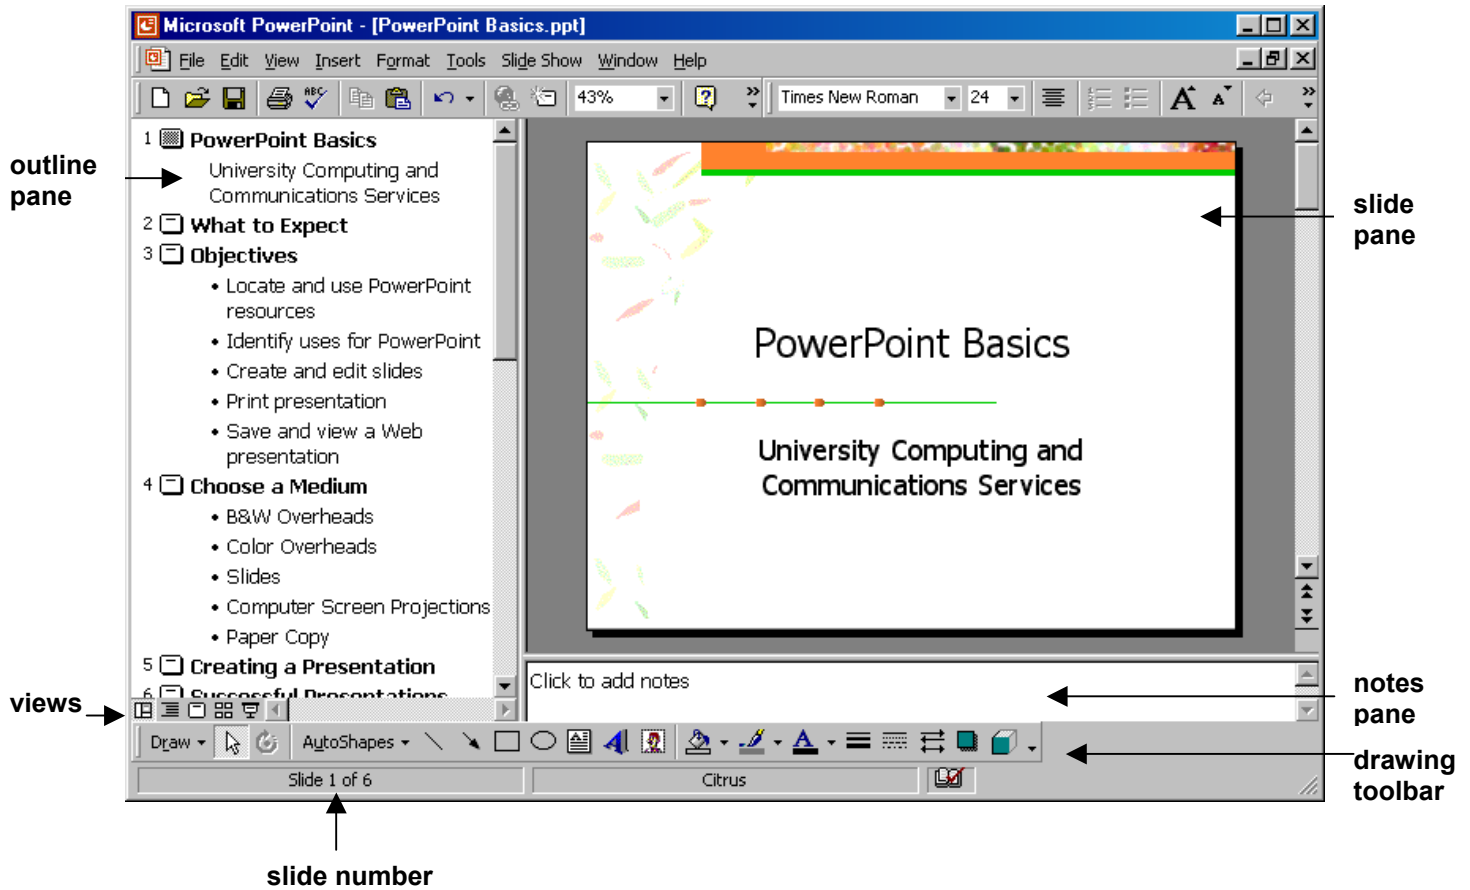 Microsoft PowerPoint - [PowerPoint Basics.ppt]
File Edit View Insert Format Tools Slide Show Window Help
ABC 43% Times New Roman 24 A A
outline
pane
1 PowerPoint Basics
University Computing and
Communications Services
2 What to Expect
3 Objectives
• Locate and use PowerPoint
resources
• Identify uses for PowerPoint
• Create and edit slides
• Print presentation
• Save and view a Web
presentation
4 Choose a Medium
• B&W Overheads
• Color Overheads
• Slides
• Computer Screen Projections
• Paper Copy
5 Creating a Presentation
6 Successful Presentations
PowerPoint Basics
University Computing and
Communications Services
slide
pane
Click to add notes
notes
pane
views
Draw AutoShapes A A
drawing
toolbar
Slide 1 of 6 Citrus
slide number